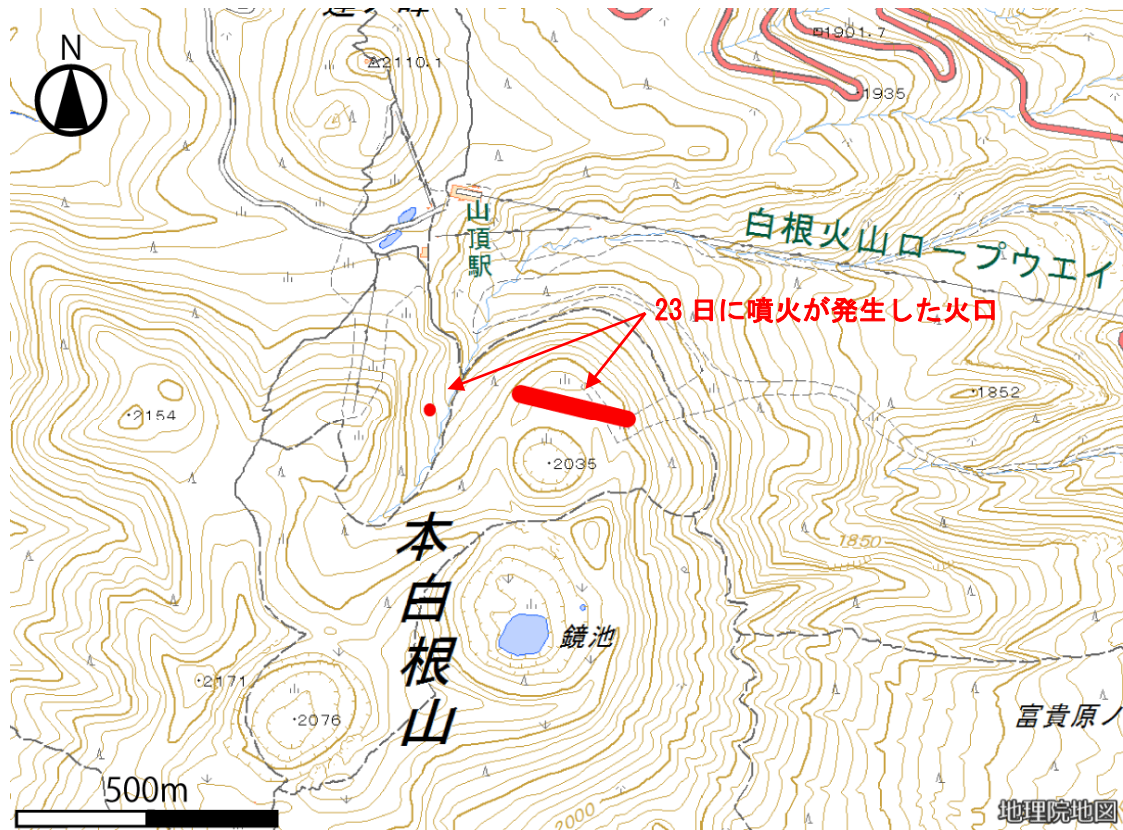 N
2110.1
1901.7
1935
山頂駅
白根火山ロープウエイ
23日に噴火が発生した火口
2154
1852
2035
本白根山
1850
鏡池
2171
2076
富貴原ノ
500m
2000
地理院地図